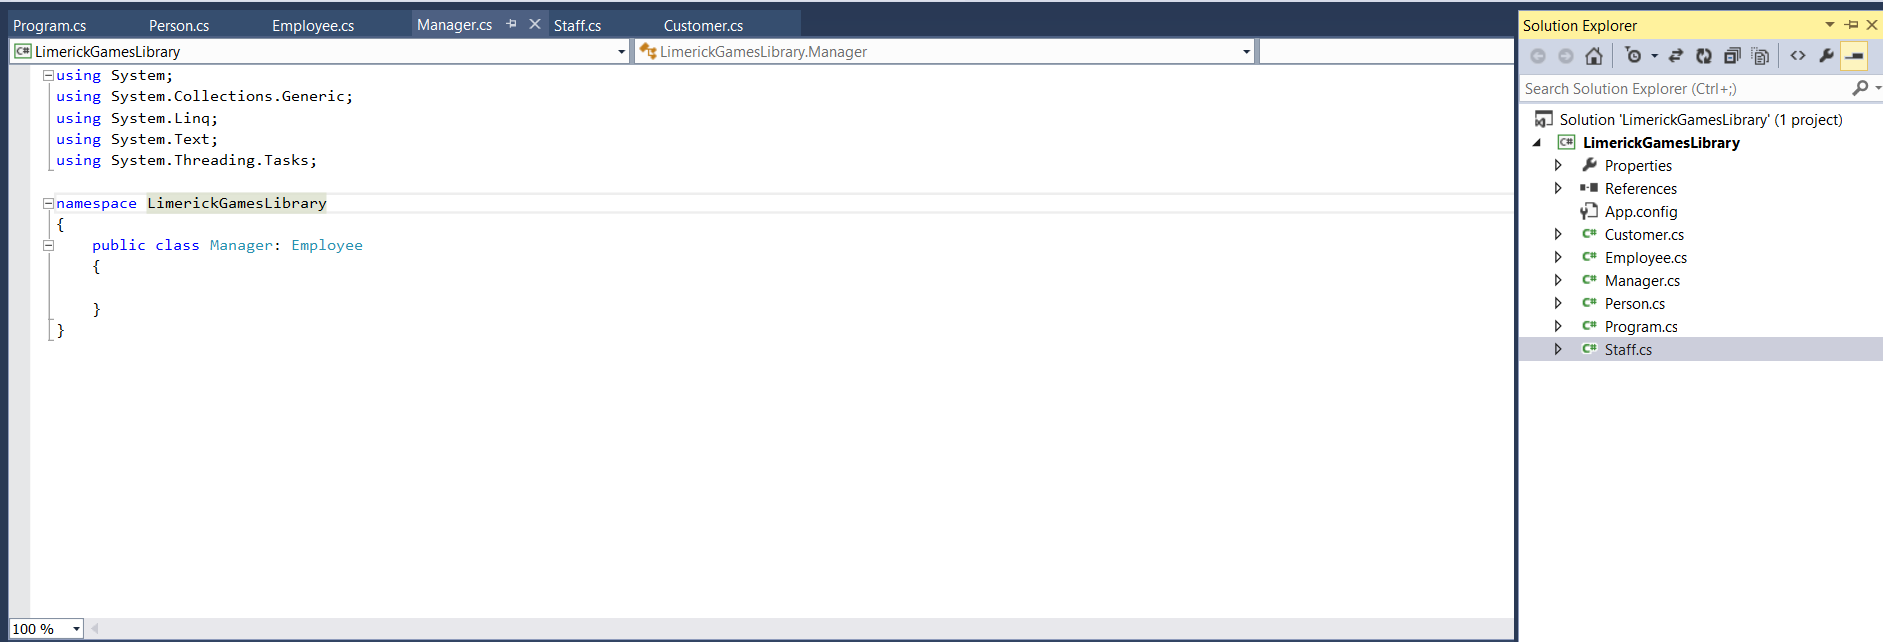 Program.cs Person.cs Employee.cs Manager.cs Staff.cs Customer.cs
LimerickGamesLibrary LimerickGamesLibrary.Manager
using System;
using System.Collections.Generic;
using System.Linq;
using System.Text;
using System.Threading.Tasks;
namespace LimerickGamesLibrary
{
public class Manager: Employee
{
}
}
100 %
Solution Explorer
Search Solution Explorer (Ctrl+;)
Solution 'LimerickGamesLibrary' (1 project)
C# LimerickGamesLibrary
Properties
References
App.config
C# Customer.cs
C# Employee.cs
C# Manager.cs
C# Person.cs
C# Program.cs
C# Staff.cs